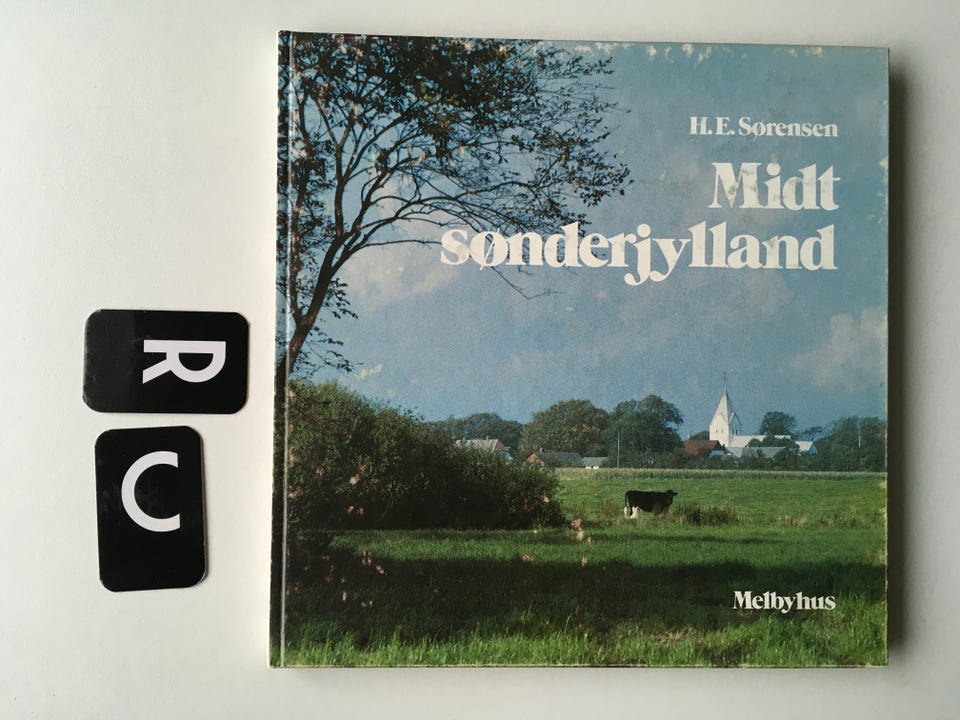 H. E. Sørensen
Midt
sønderjylland
Melbyhus
R
C